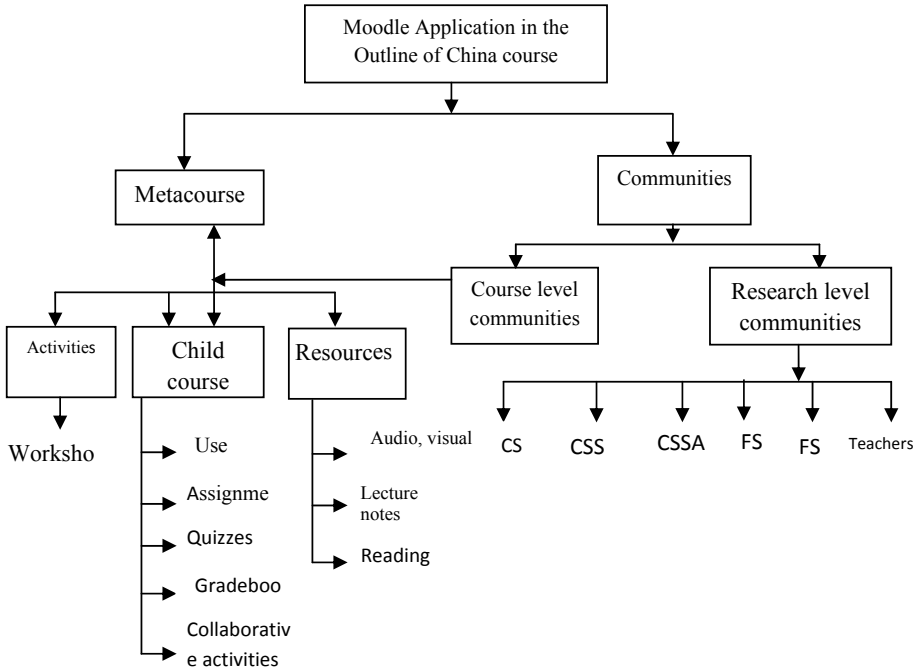 Moodle Application in the
Outline of China course
Metacourse
Communities
Course level
communities
Research level
communities
Activities
Child
course
Resources
Worksho
Use
Assignme
Quizzes
Gradeboo
Collaborativ
e activities
Audio, visual
Lecture
notes
Reading
CS
CSS
CSSA
FS
FS
Teachers